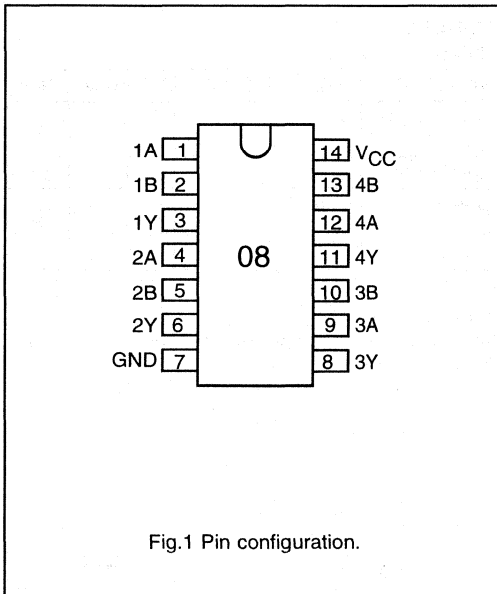 1A 1 14 VCC
1B 2 13 4B
1Y 3 12 4A
2A 4 08 11 4Y
2B 5 10 3B
2Y 6 9 3A
GND 7 8 3Y
Fig.1 Pin configuration.